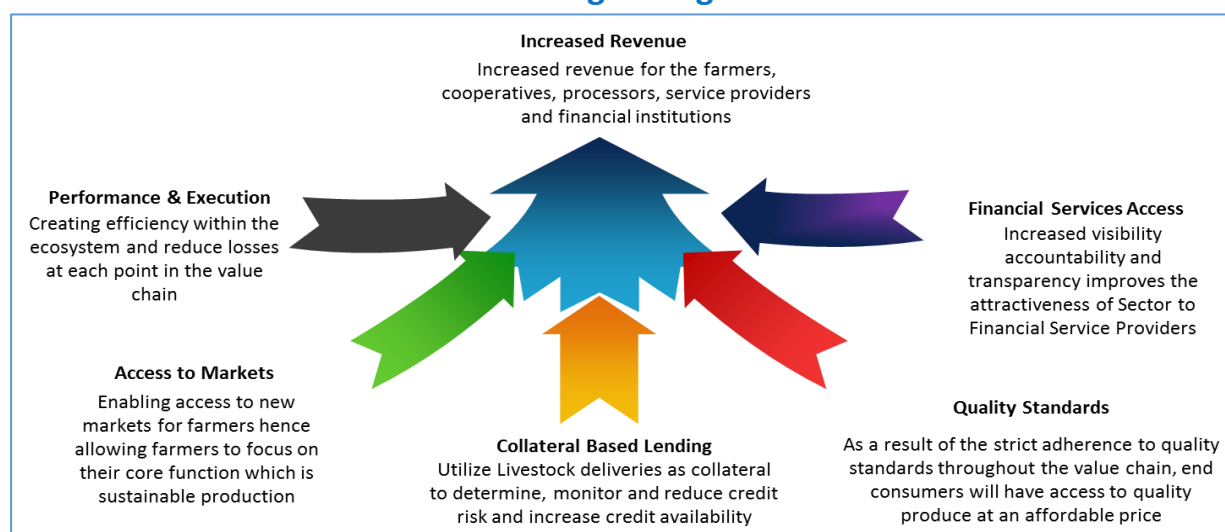 Increased Revenue
Increased revenue for the farmers,
cooperatives, processors, service providers
and financial institutions
Performance & Execution
Creating efficiency within the
ecosystem and reduce losses
at each point in the value
chain
Financial Services Access
Increased visibility
accountability and
transparency improves the
attractiveness of Sector to
Financial Service Providers
Access to Markets
Enabling access to new
markets for farmers hence
allowing farmers to focus on
their core function which is
sustainable production
Collateral Based Lending
Utilize Livestock deliveries as collateral
to determine, monitor and reduce credit
risk and increase credit availability
Quality Standards
As a result of the strict adherence to quality
standards throughout the value chain, end
consumers will have access to quality
produce at an affordable price